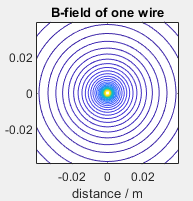 B-field of one wire
0.02
0
-0.02
-0.02 0 0.02
distance / m